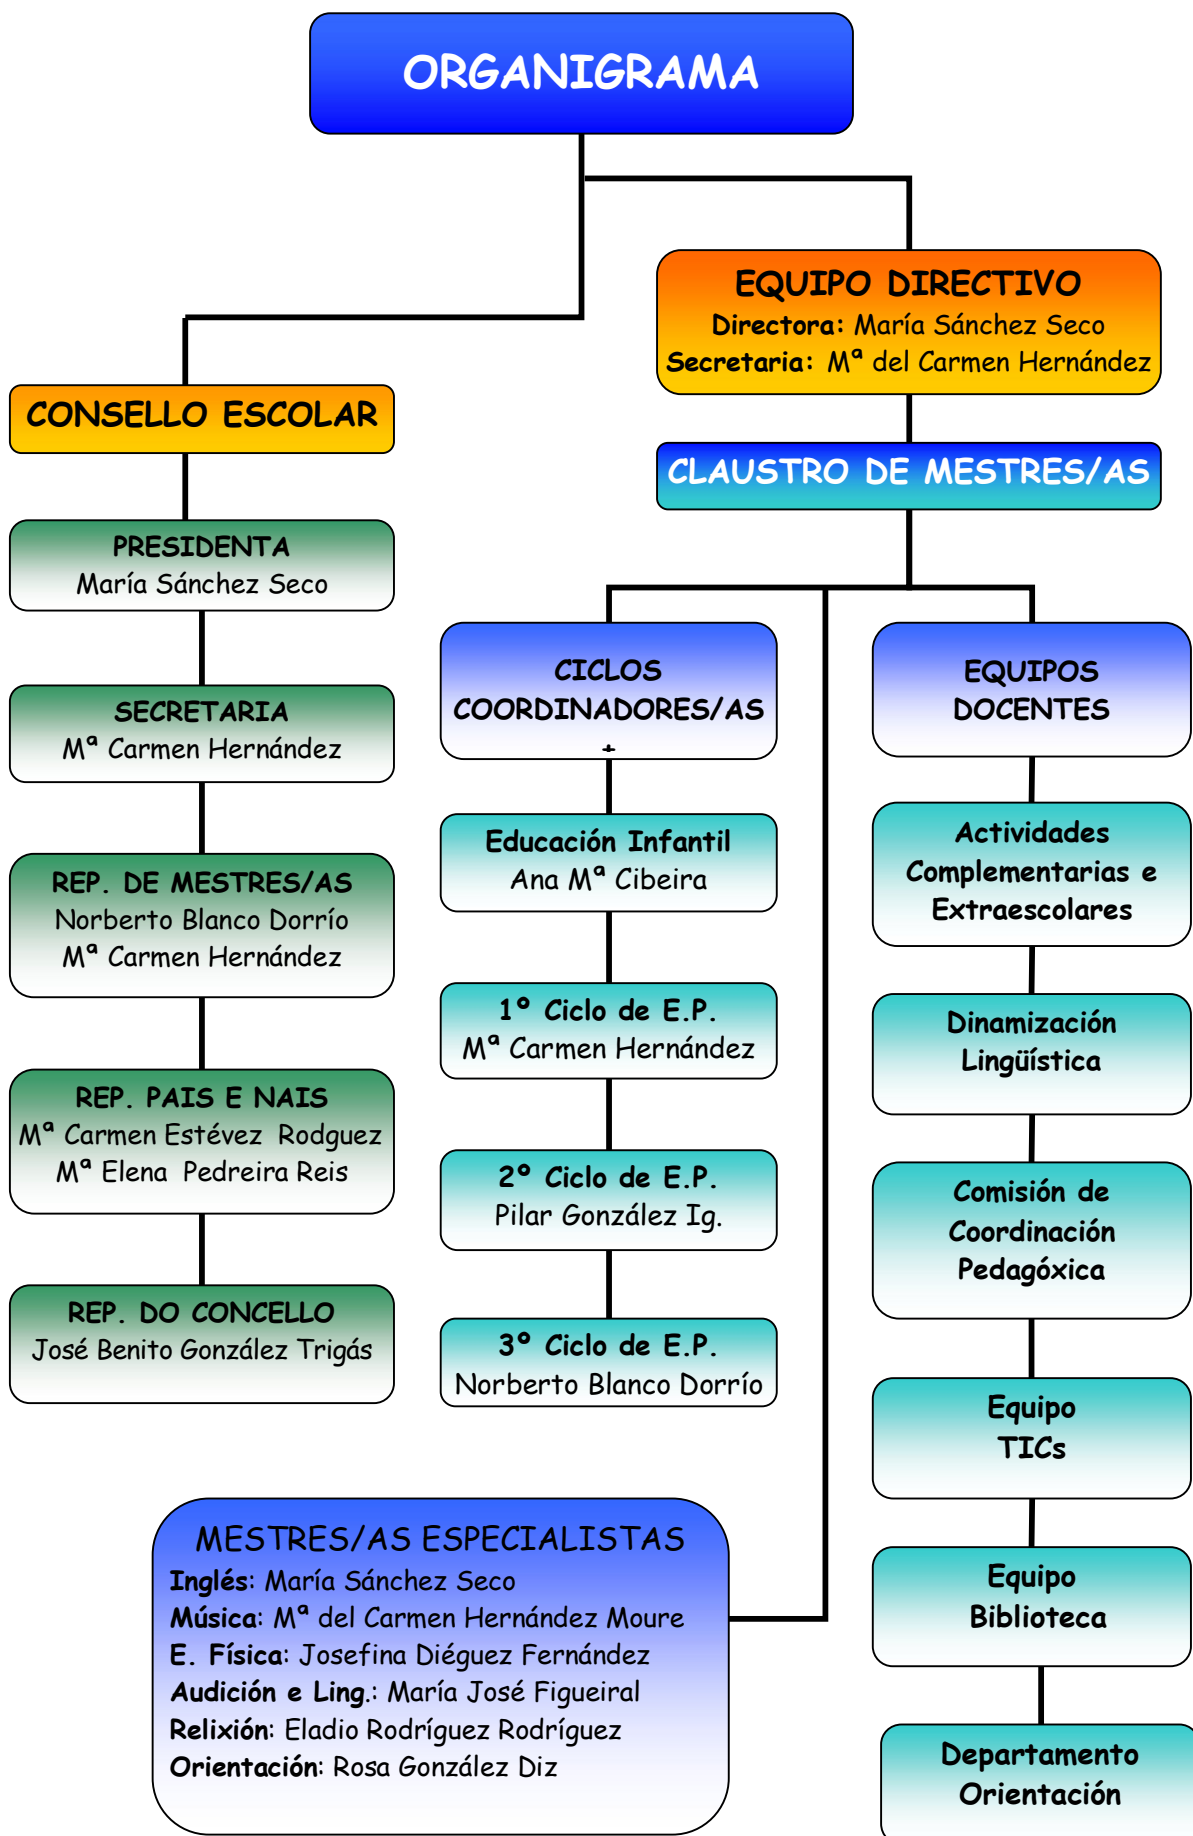 ORGANIGRAMA
EQUIPO DIRECTIVO
Directora: María Sánchez Seco
Secretaria: Mª del Carmen Hernández
CONSELLO ESCOLAR
CLAUSTRO DE MESTRES/AS
PRESIDENTA
María Sánchez Seco
SECRETARIA
Mª Carmen Hernández
REP. DE MESTRES/AS
Norberto Blanco Dorrío
Mª Carmen Hernández
REP. PAIS E NAIS
Mª Carmen Estévez Rodguez
Mª Elena Pedreira Reis
REP. DO CONCELLO
José Benito González Trigás
CICLOS
COORDINADORES/AS
Educación Infantil
Ana Mª Cibeira
1º Ciclo de E.P.
Mª Carmen Hernández
2º Ciclo de E.P.
Pilar González Ig.
3º Ciclo de E.P.
Norberto Blanco Dorrío
EQUIPOS
DOCENTES
Actividades
Complementarias e
Extraescolares
Dinamización
Lingüística
Comisión de
Coordinación
Pedagóxica
Equipo
TICs
Equipo
Biblioteca
Departamento
Orientación
MESTRES/AS ESPECIALISTAS
Inglés: María Sánchez Seco
Música: Mª del Carmen Hernández Moure
E. Física: Josefina Diéguez Fernández
Audición e Ling.: María José Figueiral
Relixión: Eladio Rodríguez Rodríguez
Orientación: Rosa González Diz